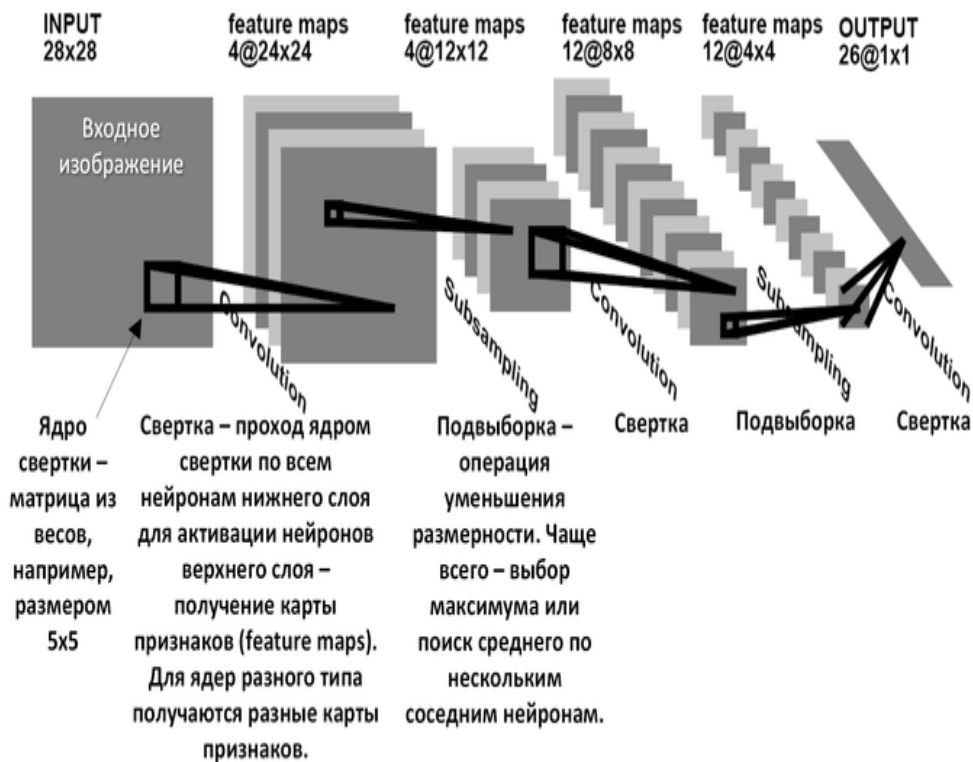 INPUT
28x28
feature maps
4@24x24
feature maps
4@12x12
feature maps
12@8x8
feature maps
12@4x4
OUTPUT
26@1x1
Входное
изображение
Convolution
Subsampling
Convolution
Subsampling
Convolution
Ядро
свертки –
матрица из
весов,
например,
размером
5x5
Свертка – проход ядром
свертки по всем
нейронам нижнего слоя
для активации нейронов
верхнего слоя –
получение карты
признаков (feature maps).
Для ядер разного типа
получаются разные карты
признаков.
Подвыборка –
операция
уменьшения
размерности. Чаще
всего – выбор
максимума или
поиск среднего по
нескольким
соседним нейронам.
Свертка
Подвыборка
Свертка